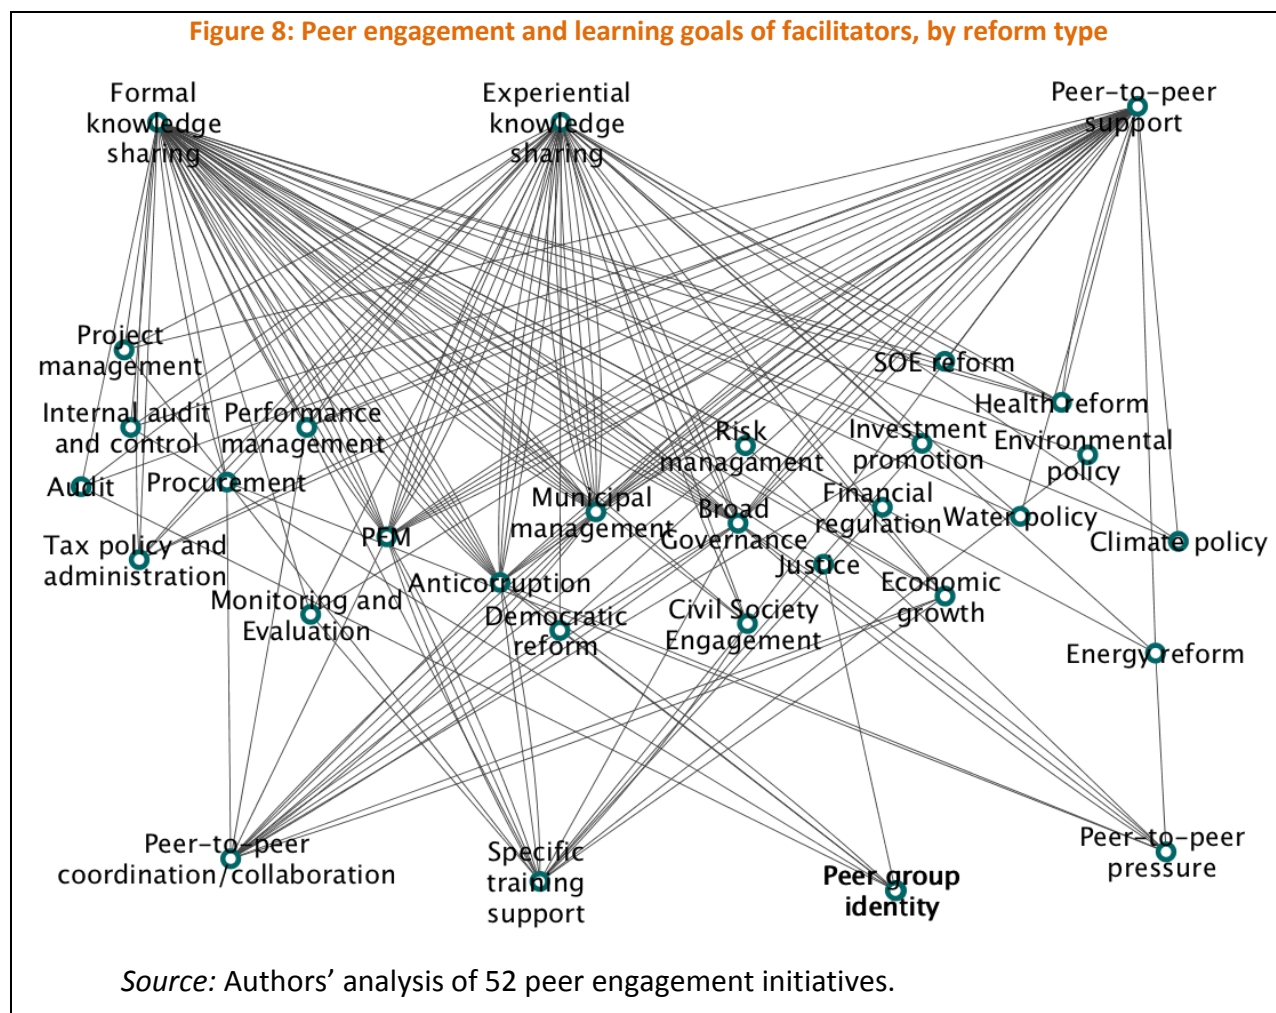 Figure 8: Peer engagement and learning goals of facilitators, by reform type
Formal
knowledge
sharing
Experiential
knowledge
sharing
Peer-to-peer
support
Project
management
SOE reform
Health reform
Internal audit
and control
Performance
management
Risk
managament
Investment
promotion
Environmental
policy
Audit
Procurement
Municipal
management
Broad
Governance
Financial
regulation
Water policy
Climate policy
PFM
Tax policy and
administration
Anticorruption
Justice
Economic
growth
Monitoring and
Evaluation
Democratic
reform
Civil Society
Engagement
Energy reform
Peer-to-peer
coordination/collaboration
Specific
training
support
Peer group
identity
Peer-to-peer
pressure
Source: Authors’ analysis of 52 peer engagement initiatives.